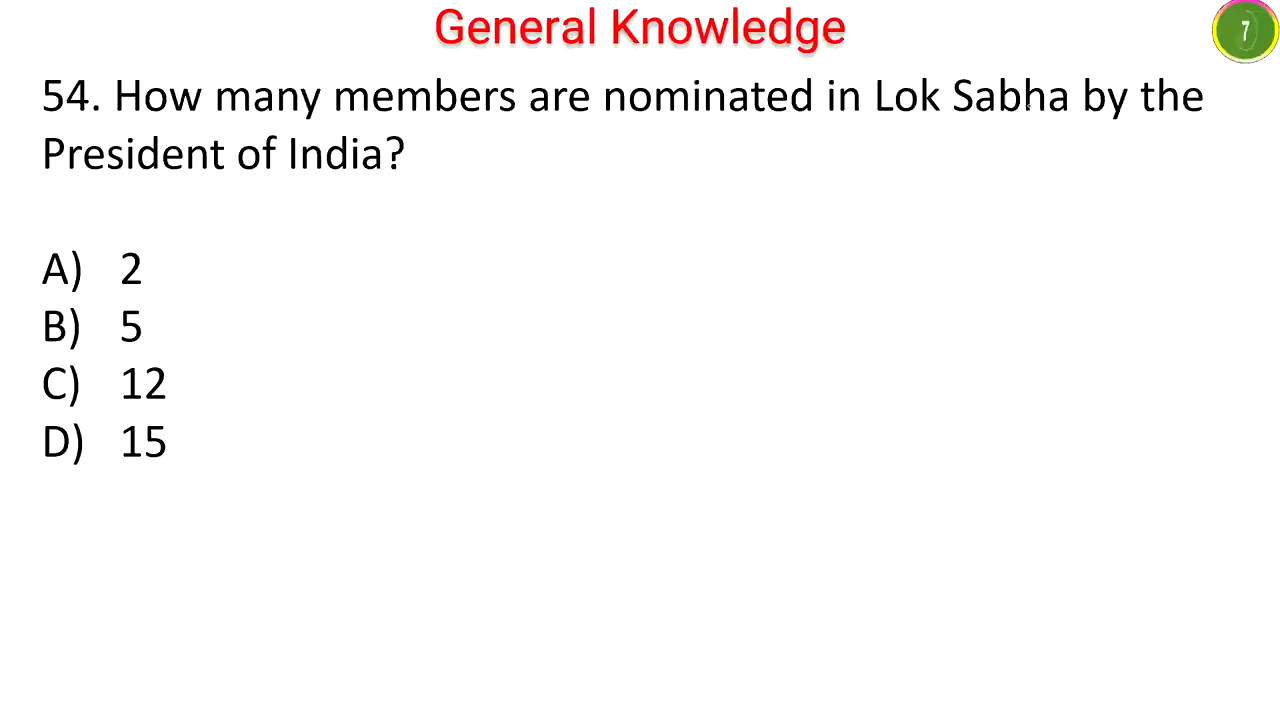 General Knowledge
7
54. How many members are nominated in Lok Sabha by the
President of India?
A) 2
B) 5
C) 12
D) 15